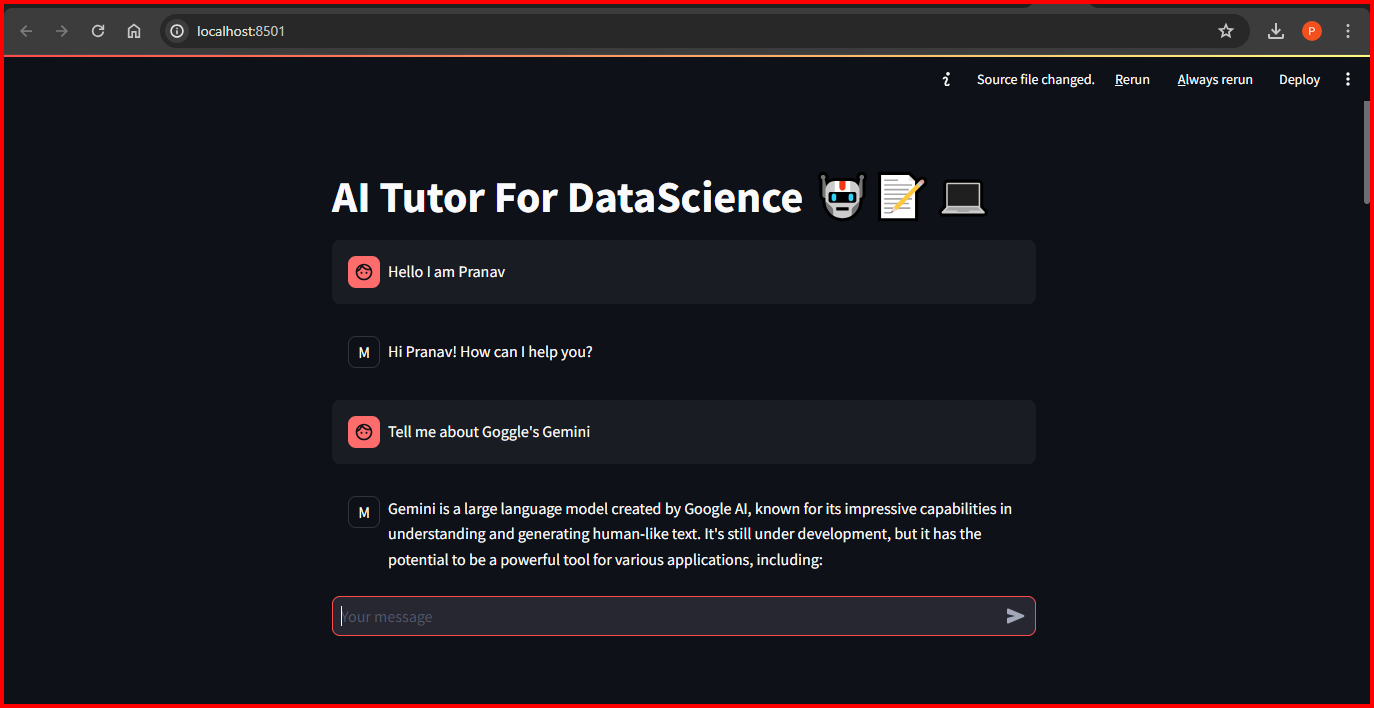 localhost:8501
P
Source file changed. Rerun Always rerun Deploy
AI Tutor For DataScience
Hello I am Pranav
M
Hi Pranav! How can I help you?
Tell me about Goggle's Gemini
M
Gemini is a large language model created by Google AI, known for its impressive capabilities in
understanding and generating human-like text. It's still under development, but it has the
potential to be a powerful tool for various applications, including:
Your message